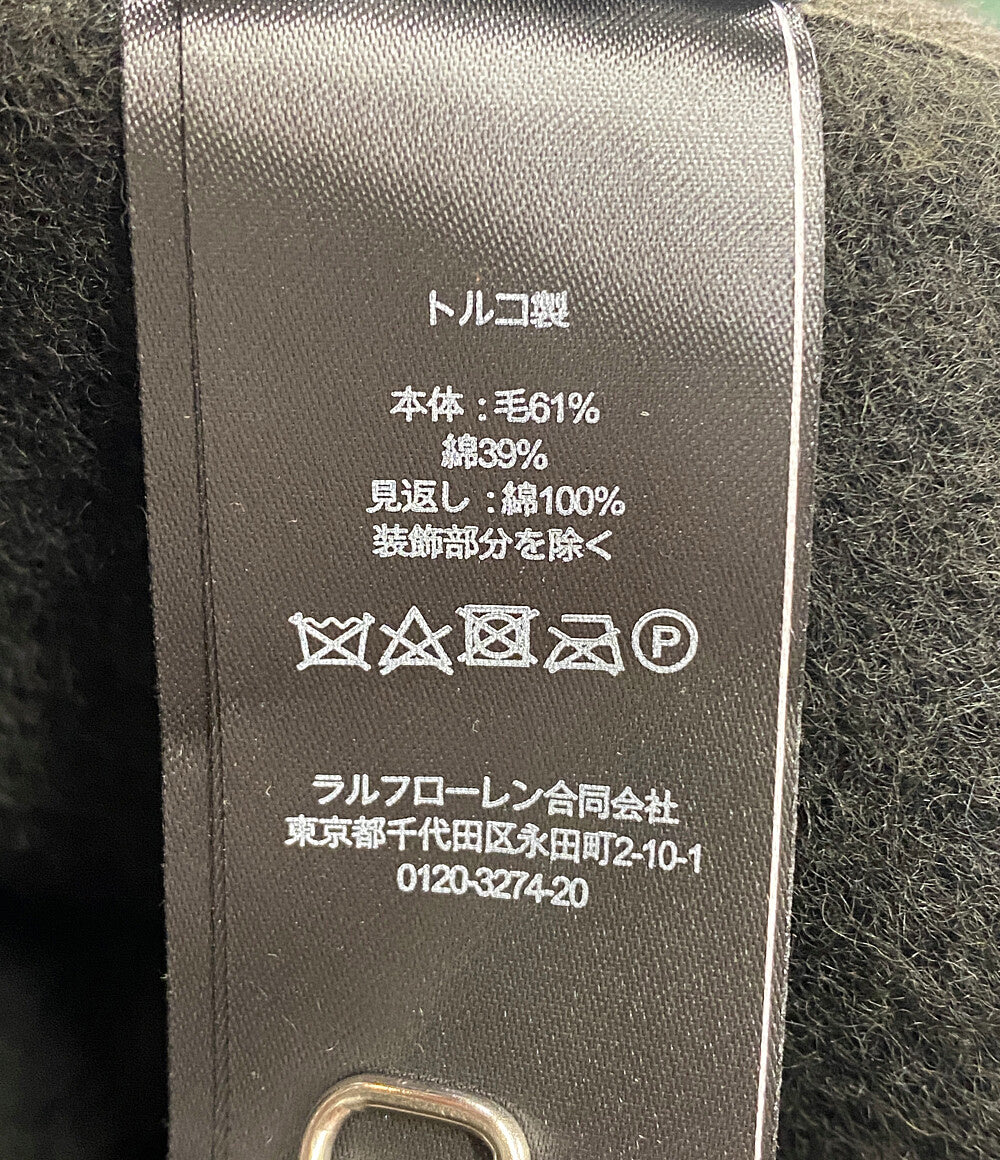 トルコ製
本体 : 毛61%
綿39%
見返し : 綿100%
装飾部分を除く
P
ラルフローレン合同会社
東京都千代田区永田町2-10-1
0120-3274-20